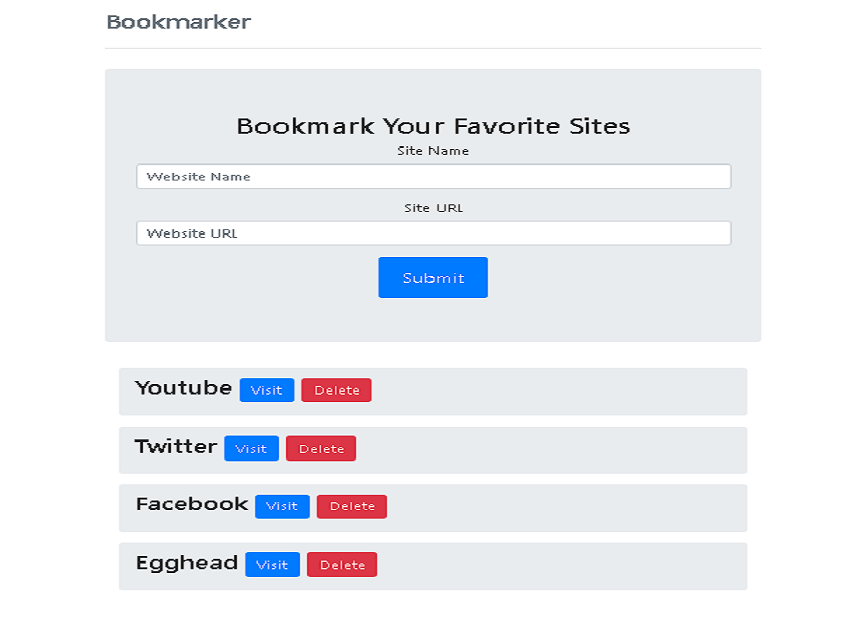 Bookmarker
Bookmark Your Favorite Sites
Site Name
Website Name
Site URL
Website URL
Submit
Youtube Visit Delete
Twitter Visit Delete
Facebook Visit Delete
Egghead Visit Delete